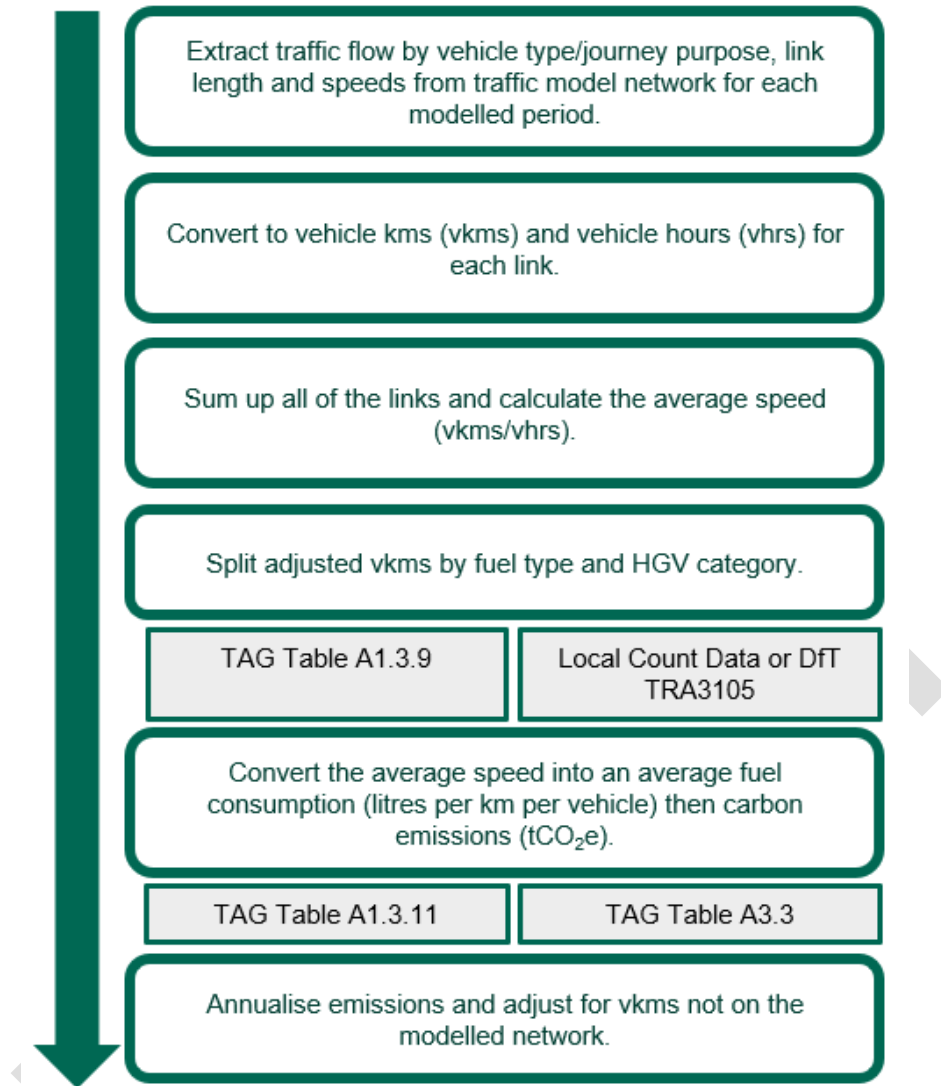 Extract traffic flow by vehicle type/journey purpose, link
length and speeds from traffic model network for each
modelled period.
Convert to vehicle kms (vkms) and vehicle hours (vhrs) for
each link.
Sum up all of the links and calculate the average speed
(vkms/vhrs).
Split adjusted vkms by fuel type and HGV category.
TAG Table A1.3.9
Local Count Data or DfT
TRA3105
Convert the average speed into an average fuel
consumption (litres per km per vehicle) then carbon
emissions (tCO₂e).
TAG Table A1.3.11
TAG Table A3.3
Annualise emissions and adjust for vkms not on the
modelled network.